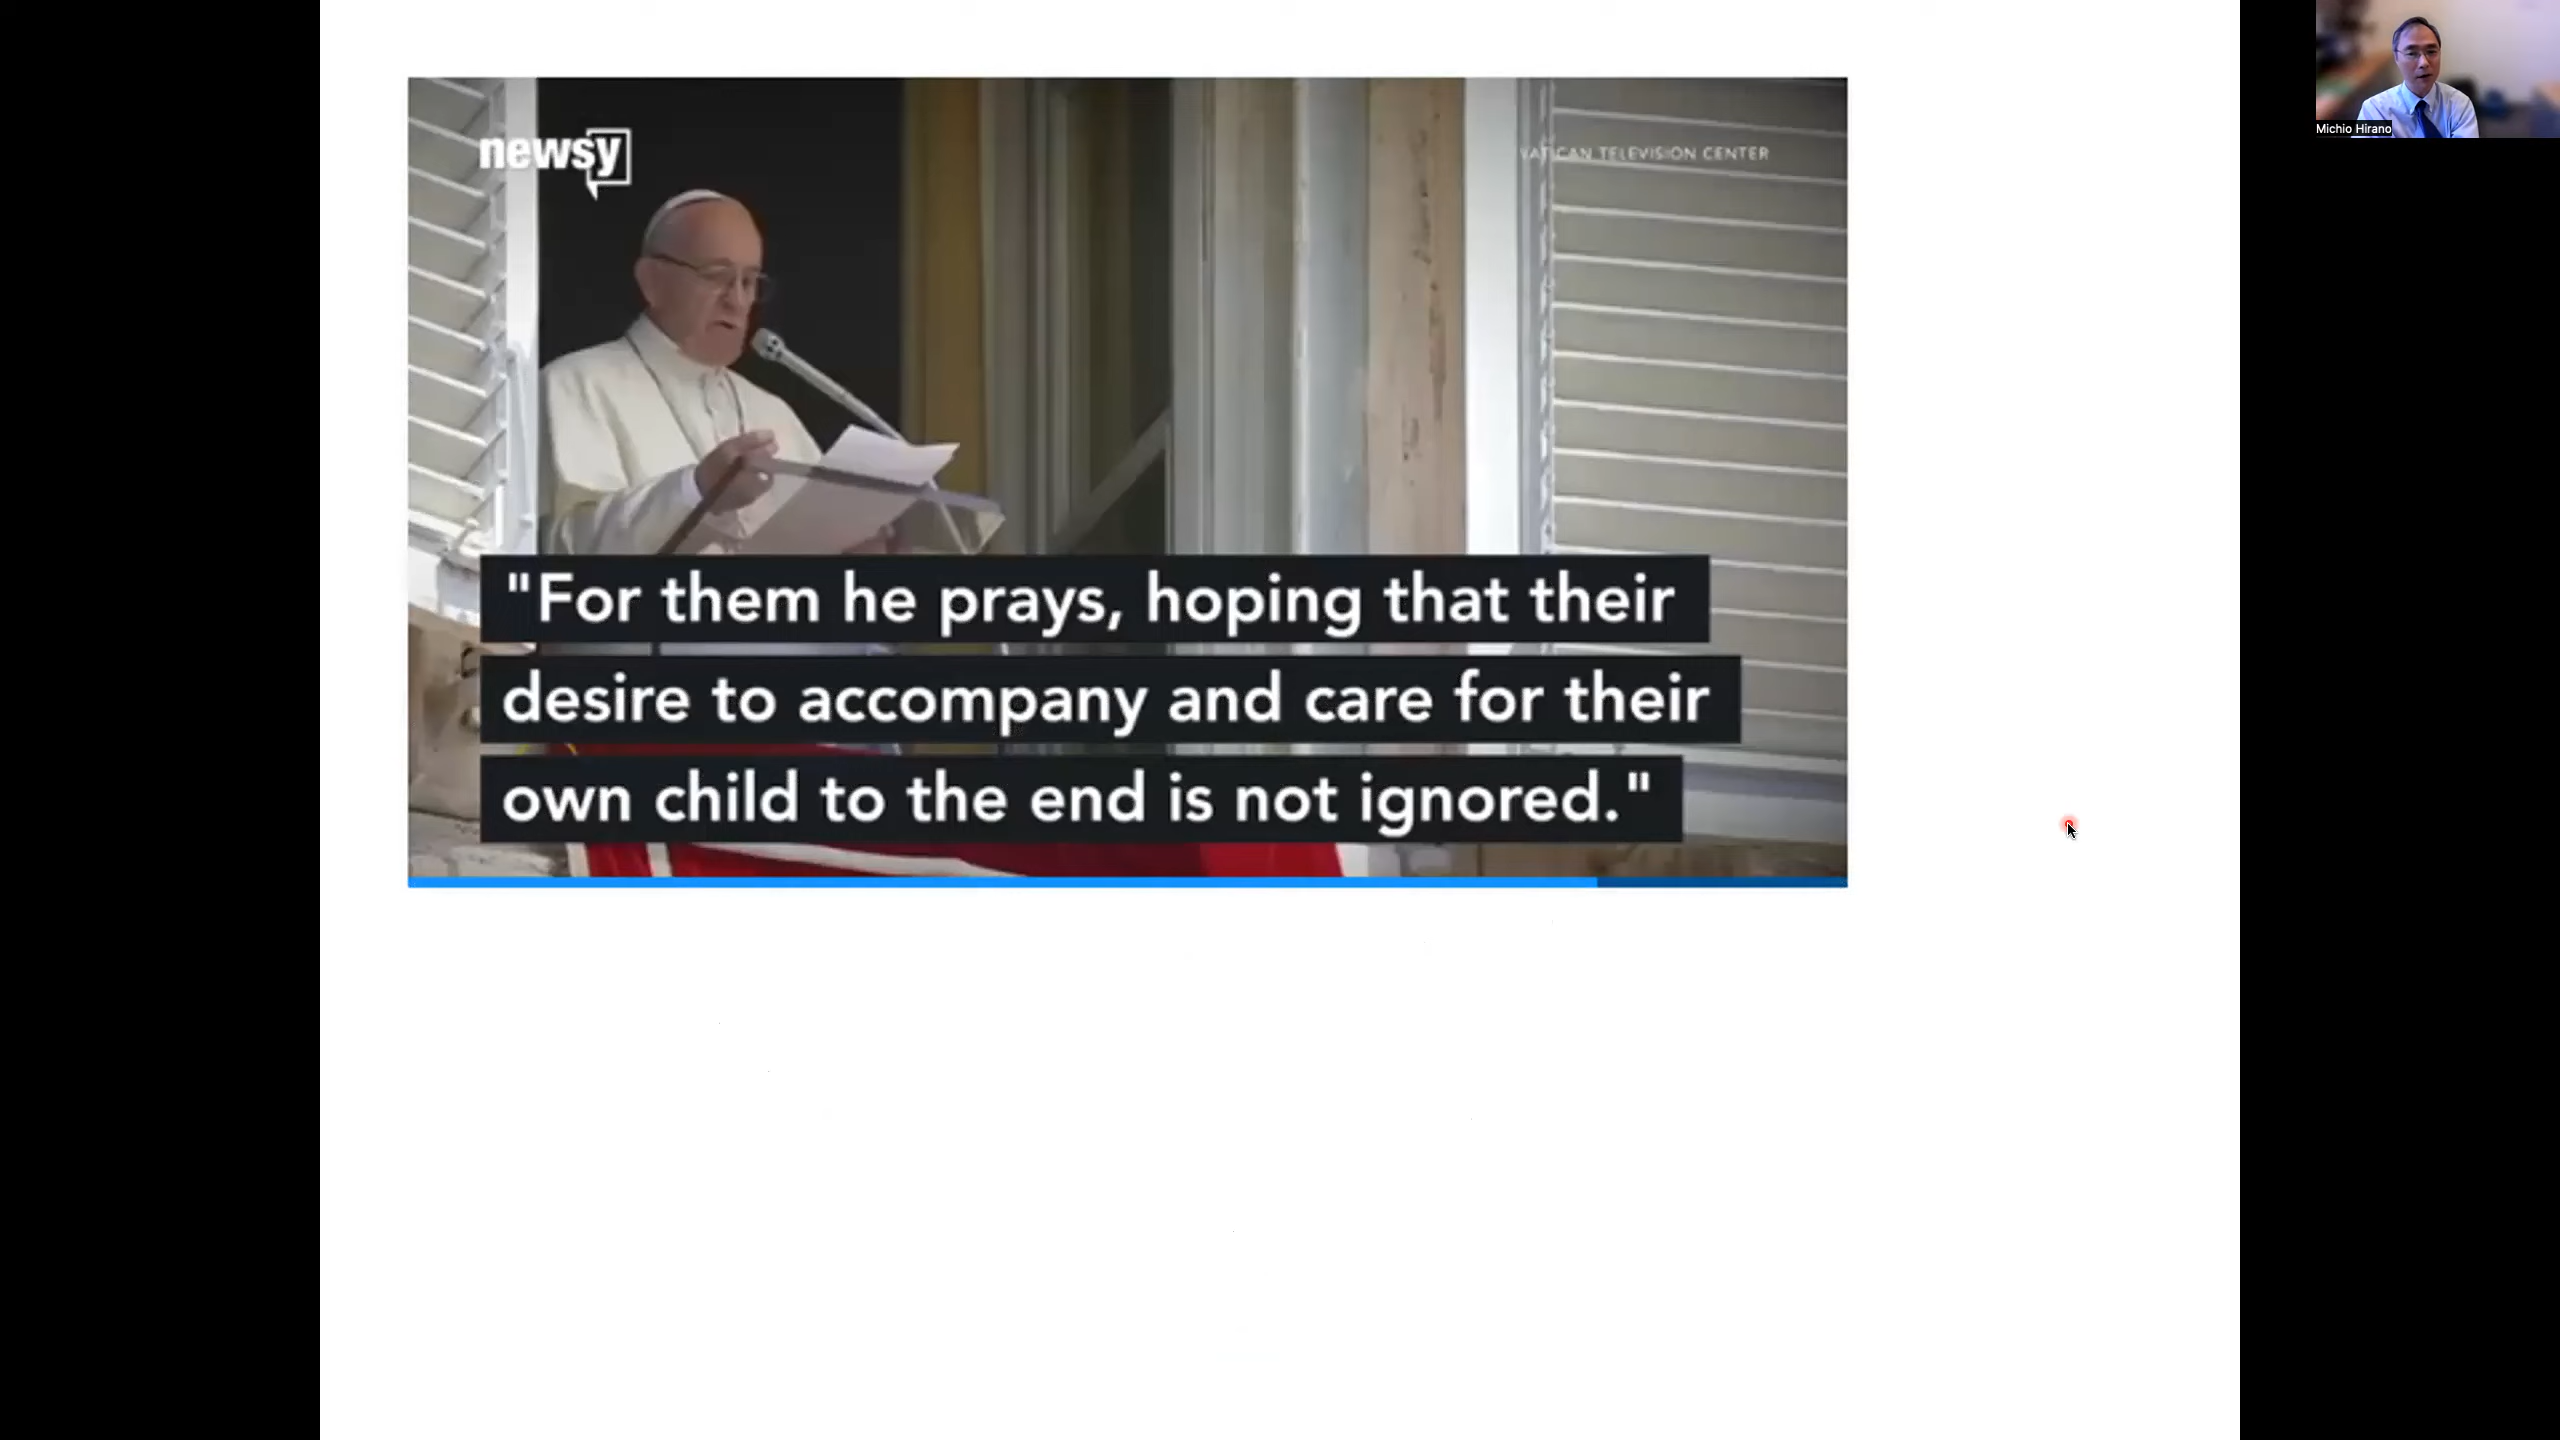 newsy
VATICAN TELEVISION CENTER
Michio Hirano
"For them he prays, hoping that their
desire to accompany and care for their
own child to the end is not ignored."